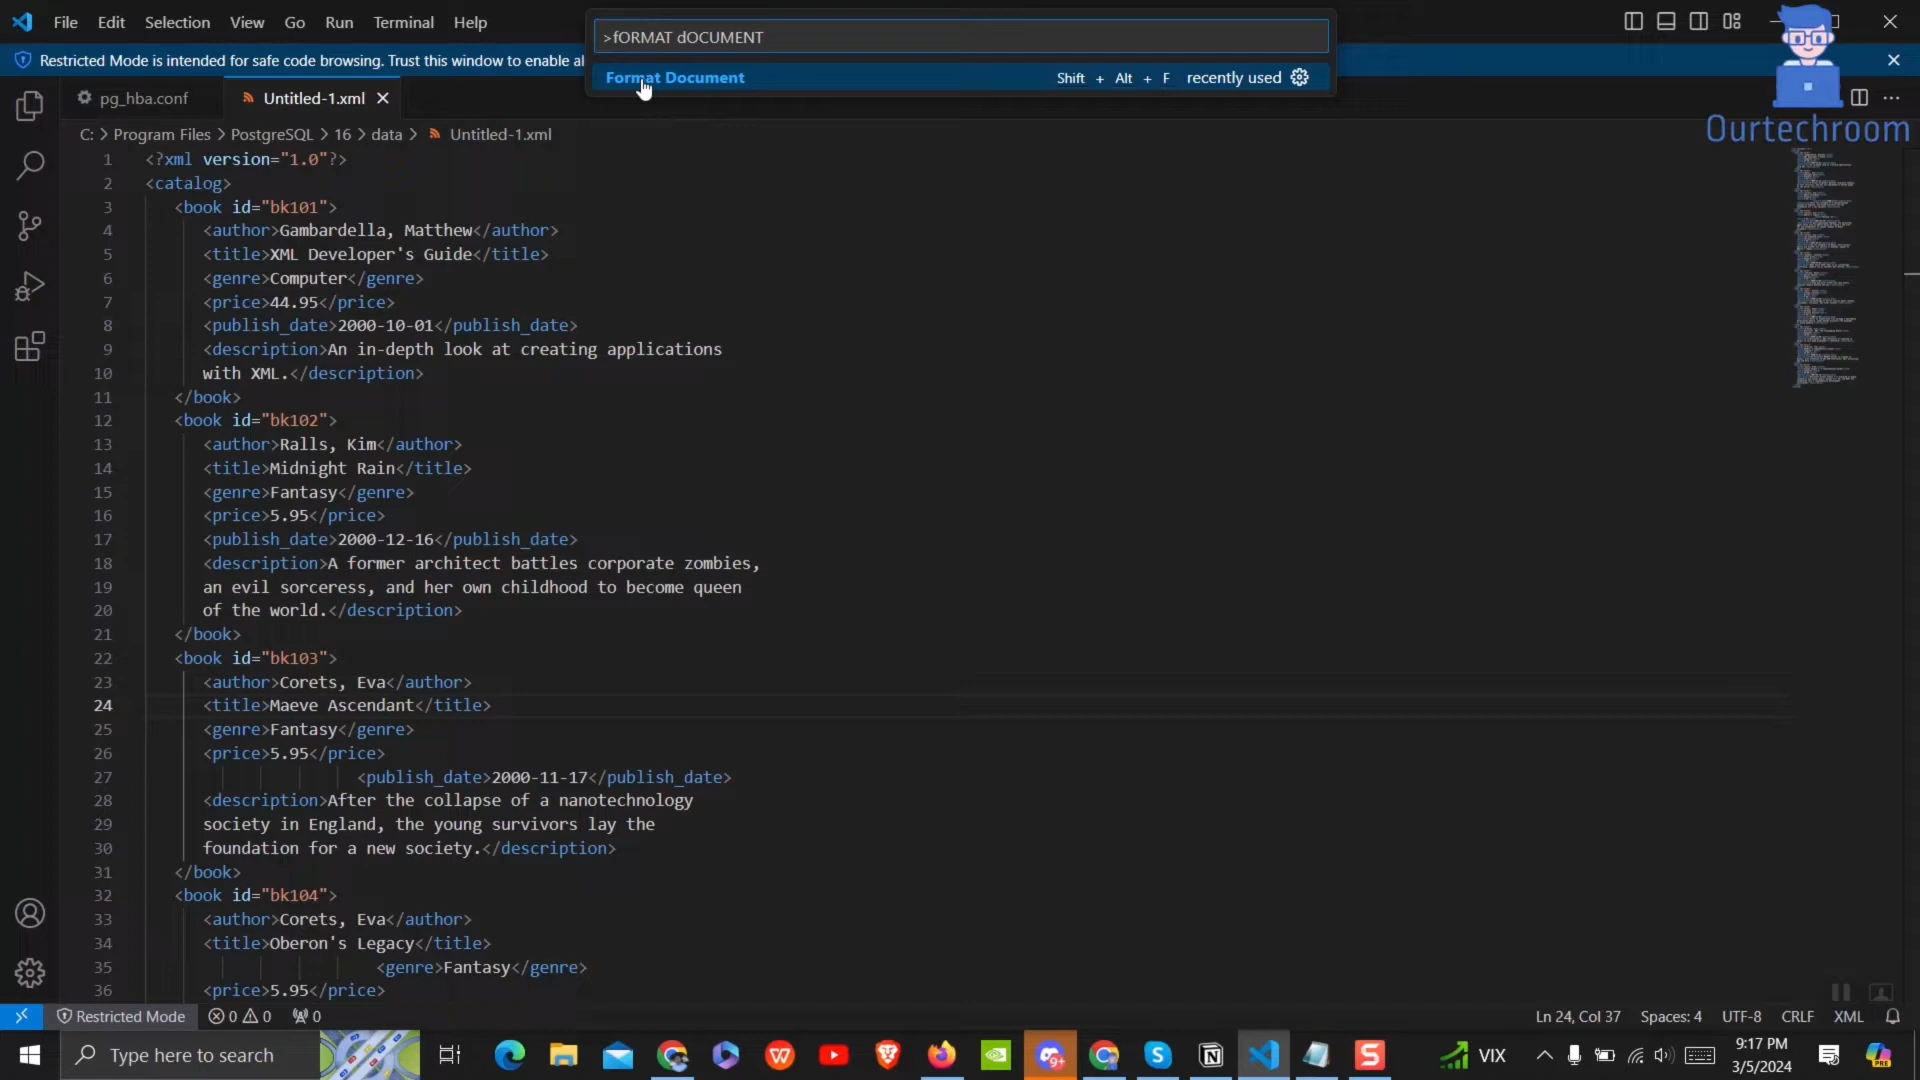 File Edit Selection View Go Run Terminal Help
>fORMAT dOCUMENT
Restricted Mode is intended for safe code browsing. Trust this window to enable al
Format Document Shift + Alt + F recently used
pg_hba.conf Untitled-1.xml
Ourtechroom
C: > Program Files > PostgreSQL > 16 > data > Untitled-1.xml
1 <?xml version="1.0"?>
2 <catalog>
3 <book id="bk101">
4 <author>Gambardella, Matthew</author>
5 <title>XML Developer's Guide</title>
6 <genre>Computer</genre>
7 <price>44.95</price>
8 <publish_date>2000-10-01</publish_date>
9 <description>An in-depth look at creating applications
10 with XML.</description>
11 </book>
12 <book id="bk102">
13 <author>Ralls, Kim</author>
14 <title>Midnight Rain</title>
15 <genre>Fantasy</genre>
16 <price>5.95</price>
17 <publish_date>2000-12-16</publish_date>
18 <description>A former architect battles corporate zombies,
19 an evil sorceress, and her own childhood to become queen
20 of the world.</description>
21 </book>
22 <book id="bk103">
23 <author>Corets, Eva</author>
24 <title>Maeve Ascendant</title>
25 <genre>Fantasy</genre>
26 <price>5.95</price>
27 <publish_date>2000-11-17</publish_date>
28 <description>After the collapse of a nanotechnology
29 society in England, the young survivors lay the
30 foundation for a new society.</description>
31 </book>
32 <book id="bk104">
33 <author>Corets, Eva</author>
34 <title>Oberon's Legacy</title>
35 <genre>Fantasy</genre>
36 <price>5.95</price>
Restricted Mode 0 0 0 Ln 24, Col 37 Spaces: 4 UTF-8 CRLF XML
Type here to search 9+ VIX 9:17 PM
3/5/2024